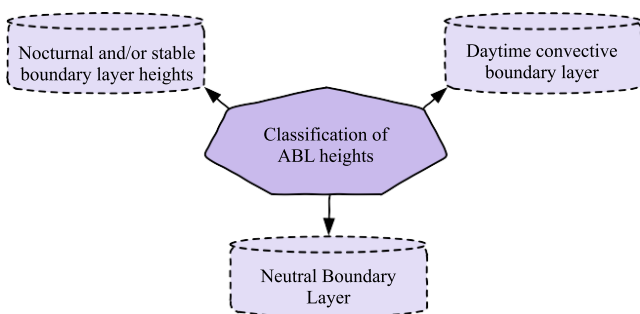 Nocturnal and/or stable
boundary layer heights
Daytime convective
boundary layer
Classification of
ABL heights
Neutral Boundary
Layer